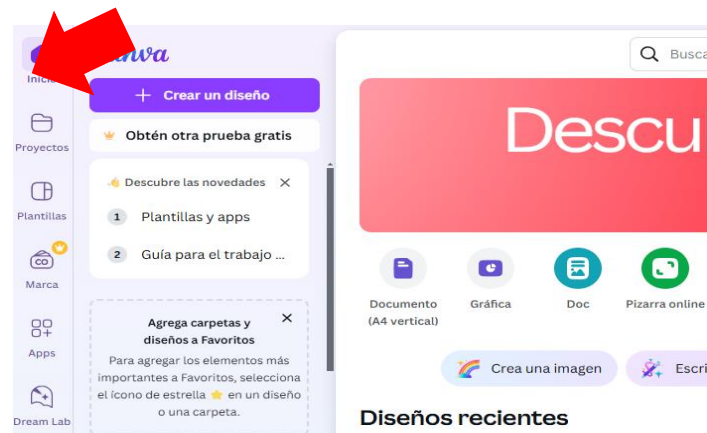 Inicio
Proyectos
Plantillas
CO
Marca
Apps
Dream Lab
+ Crear un diseño
Obtén otra prueba gratis
Descubre las novedades
1 Plantillas y apps
2 Guía para el trabajo ...
Agrega carpetas y
diseños a Favoritos
Para agregar los elementos más
importantes a Favoritos, selecciona
el ícono de estrella ⭐ en un diseño
o una carpeta.
Busca
Descu
Documento
(A4 vertical)
Gráfica
Doc
Pizarra online
Crea una imagen
Escri
Diseños recientes